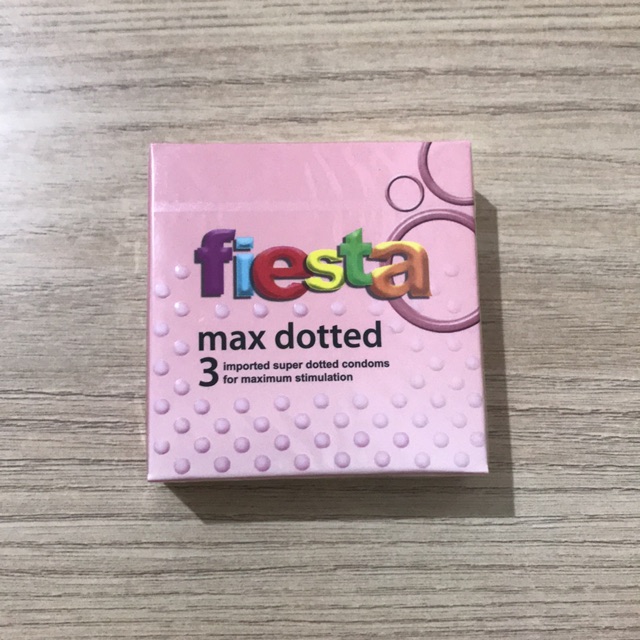 fiesta
max dotted
3 imported super dotted condoms
for maximum stimulation